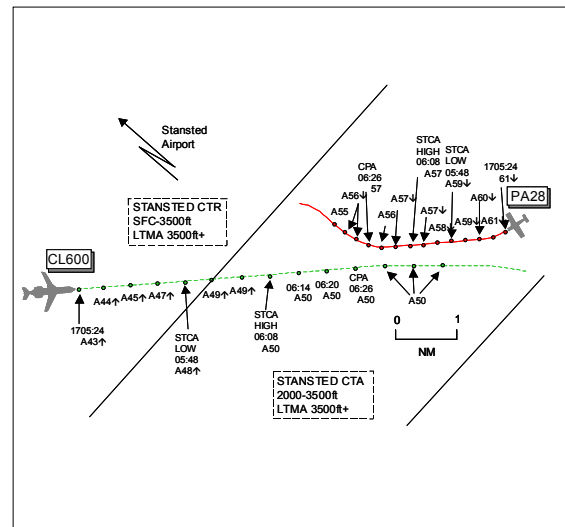 Stansted
Airport
STANSTED CTR
SFC-3500ft
LTMA 3500ft+
CPA
06:26
57
STCA
HIGH
06:08
A57
STCA
LOW
05:48
A59↓
1705:24
61↓
PA28
A56↓
A55
A56
A57↓
A57↓
A58
A59↓
A60↓
A61
CL600
1705:24
A43↑
A44↑
A45↑
A47↑
STCA
LOW
05:48
A48↑
A49↑
A49↑
STCA
HIGH
06:08
A50
06:14
A50
06:20
A50
CPA
06:26
A50
A50
0 1
NM
STANSTED CTA
2000-3500ft
LTMA 3500ft+